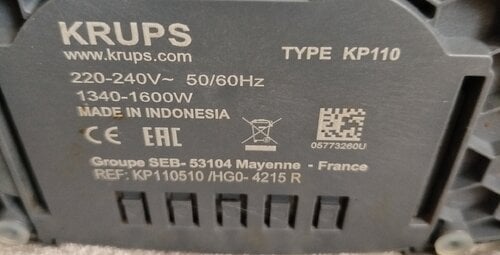 KRUPS
www.krups.com
TYPE KP110
220-240V~ 50/60Hz
1340-1600W
MADE IN INDONESIA
CE EAC
05773260U
Groupe SEB- 53104 Mayenne - France
REF: KP110510 /HG0- 4215 R